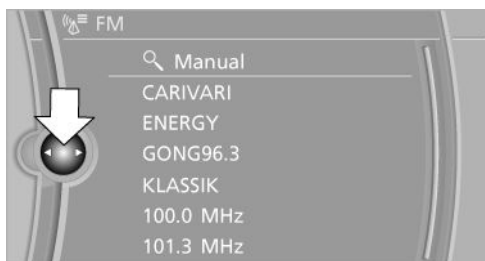 FM
Manual
CARIVARI
ENERGY
GONG96.3
KLASSIK
100.0 MHz
101.3 MHz